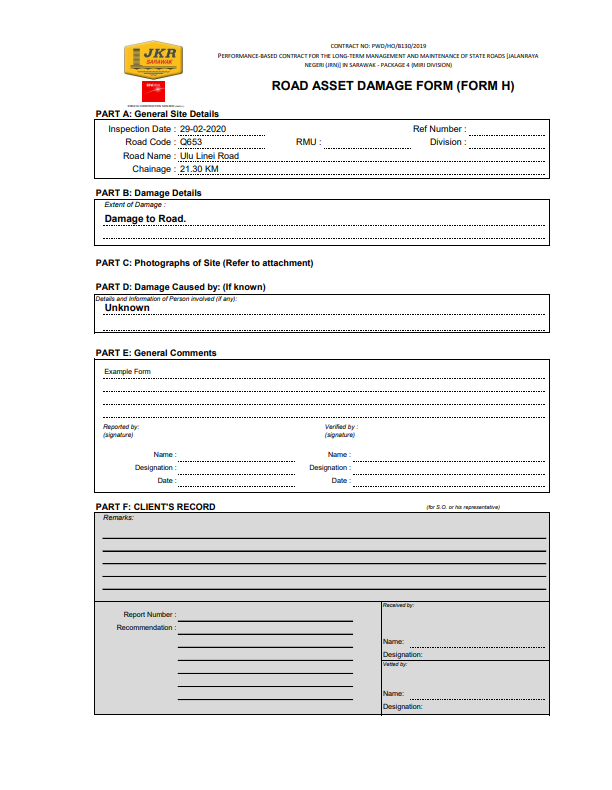 CONTRACT NO: PWD/HO/B130/2019
PERFORMANCE-BASED CONTRACT FOR THE LONG-TERM MANAGEMENT AND MAINTENANCE OF STATE ROADS [JALANRAYA
NEGERI (JRN)] IN SARAWAK - PACKAGE 4 (MIRI DIVISION)
JKR
SARAWAK
ROAD ASSET DAMAGE FORM (FORM H)
PART A: General Site Details
Inspection Date : 29-02-2020 Ref Number :
Road Code : Q653 RMU : Division :
Road Name : Ulu Linei Road
Chainage : 21.30 KM
PART B: Damage Details
Extent of Damage :
Damage to Road.
PART C: Photographs of Site (Refer to attachment)
PART D: Damage Caused by: (If known)
Details and Information of Person involved (if any):
Unknown
PART E: General Comments
Example Form
Reported by: Verified by :
(signature) (signature)
Name : Name :
Designation : Designation :
Date : Date :
PART F: CLIENT'S RECORD (for S.O. or his representative)
Remarks:
Received by:
Report Number :
Recommendation :
Name:
Designation:
Vetted by:
Name:
Designation: